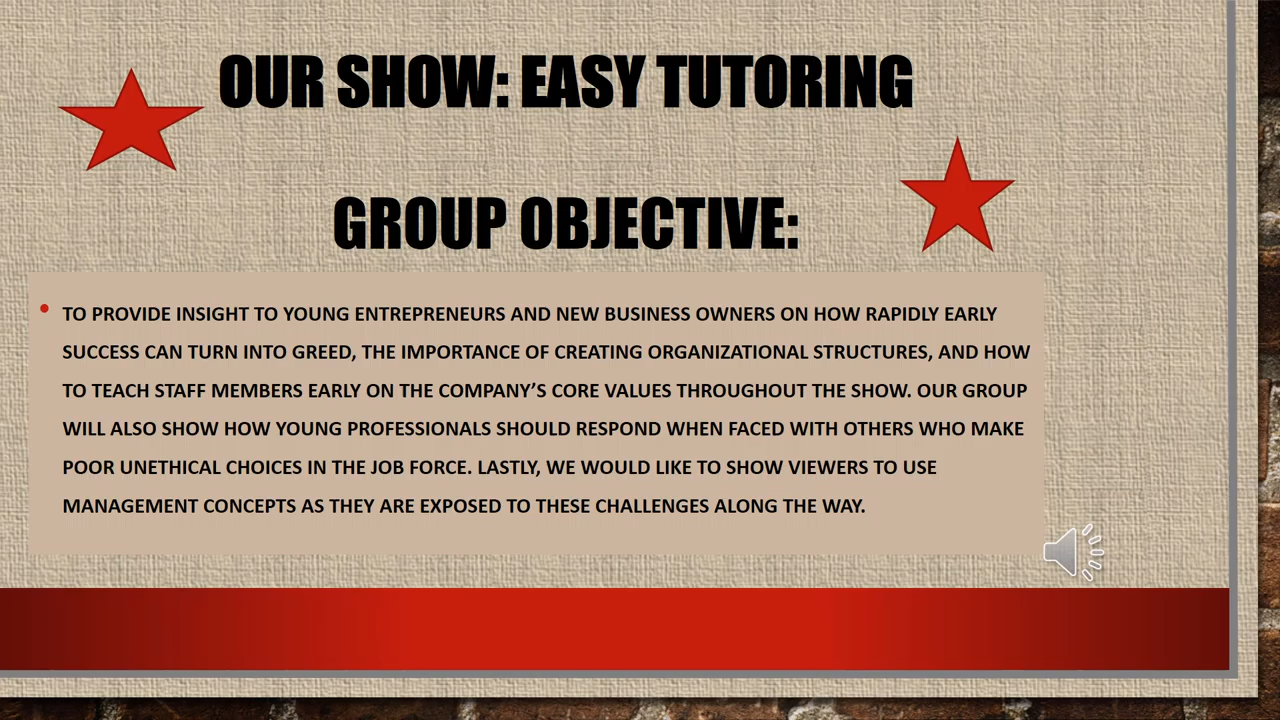 OUR SHOW: EASY TUTORING
GROUP OBJECTIVE:
• TO PROVIDE INSIGHT TO YOUNG ENTREPRENEURS AND NEW BUSINESS OWNERS ON HOW RAPIDLY EARLY
SUCCESS CAN TURN INTO GREED, THE IMPORTANCE OF CREATING ORGANIZATIONAL STRUCTURES, AND HOW
TO TEACH STAFF MEMBERS EARLY ON THE COMPANY’S CORE VALUES THROUGHOUT THE SHOW. OUR GROUP
WILL ALSO SHOW HOW YOUNG PROFESSIONALS SHOULD RESPOND WHEN FACED WITH OTHERS WHO MAKE
POOR UNETHICAL CHOICES IN THE JOB FORCE. LASTLY, WE WOULD LIKE TO SHOW VIEWERS TO USE
MANAGEMENT CONCEPTS AS THEY ARE EXPOSED TO THESE CHALLENGES ALONG THE WAY.